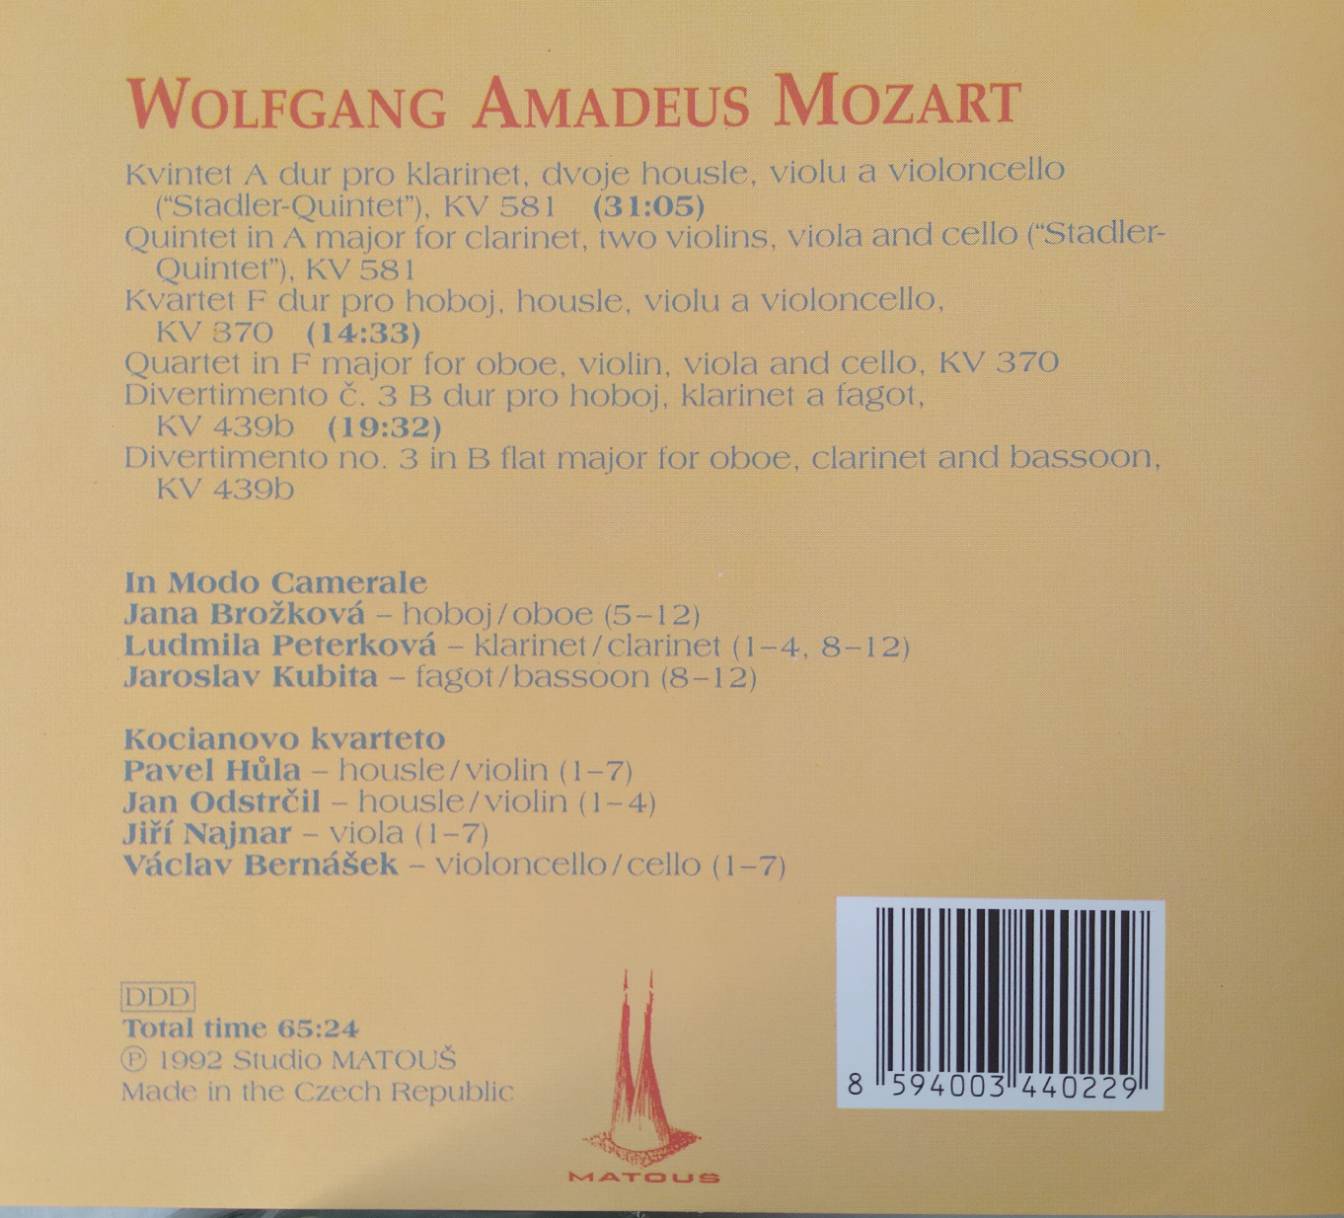 WOLFGANG AMADEUS MOZART
Kvintet A dur pro klarinet, dvoje housle, violu a violoncello
(“Stadler-Quintet”), KV 581 (31:05)
Quintet in A major for clarinet, two violins, viola and cello (“Stadler-
Quintet”), KV 581
Kvartet F dur pro hoboj, housle, violu a violoncello,
KV 370 (14:33)
Quartet in F major for oboe, violin, viola and cello, KV 370
Divertimento č. 3 B dur pro hoboj, klarinet a fagot,
KV 439b (19:32)
Divertimento no. 3 in B flat major for oboe, clarinet and bassoon,
KV 439b
In Modo Camerale
Jana Brožková – hoboj/oboe (5–12)
Ludmila Peterková – klarinet/clarinet (1–4, 8–12)
Jaroslav Kubita – fagot/bassoon (8–12)
Kocianovo kvarteto
Pavel Hůla – housle/violin (1–7)
Jan Odstrčil – housle/violin (1–4)
Jiří Najnar – viola (1–7)
Václav Bernášek – violoncello/cello (1–7)
DDD
Total time 65:24
℗ 1992 Studio MATOUŠ
Made in the Czech Republic
MATOUS
8 594003 440229